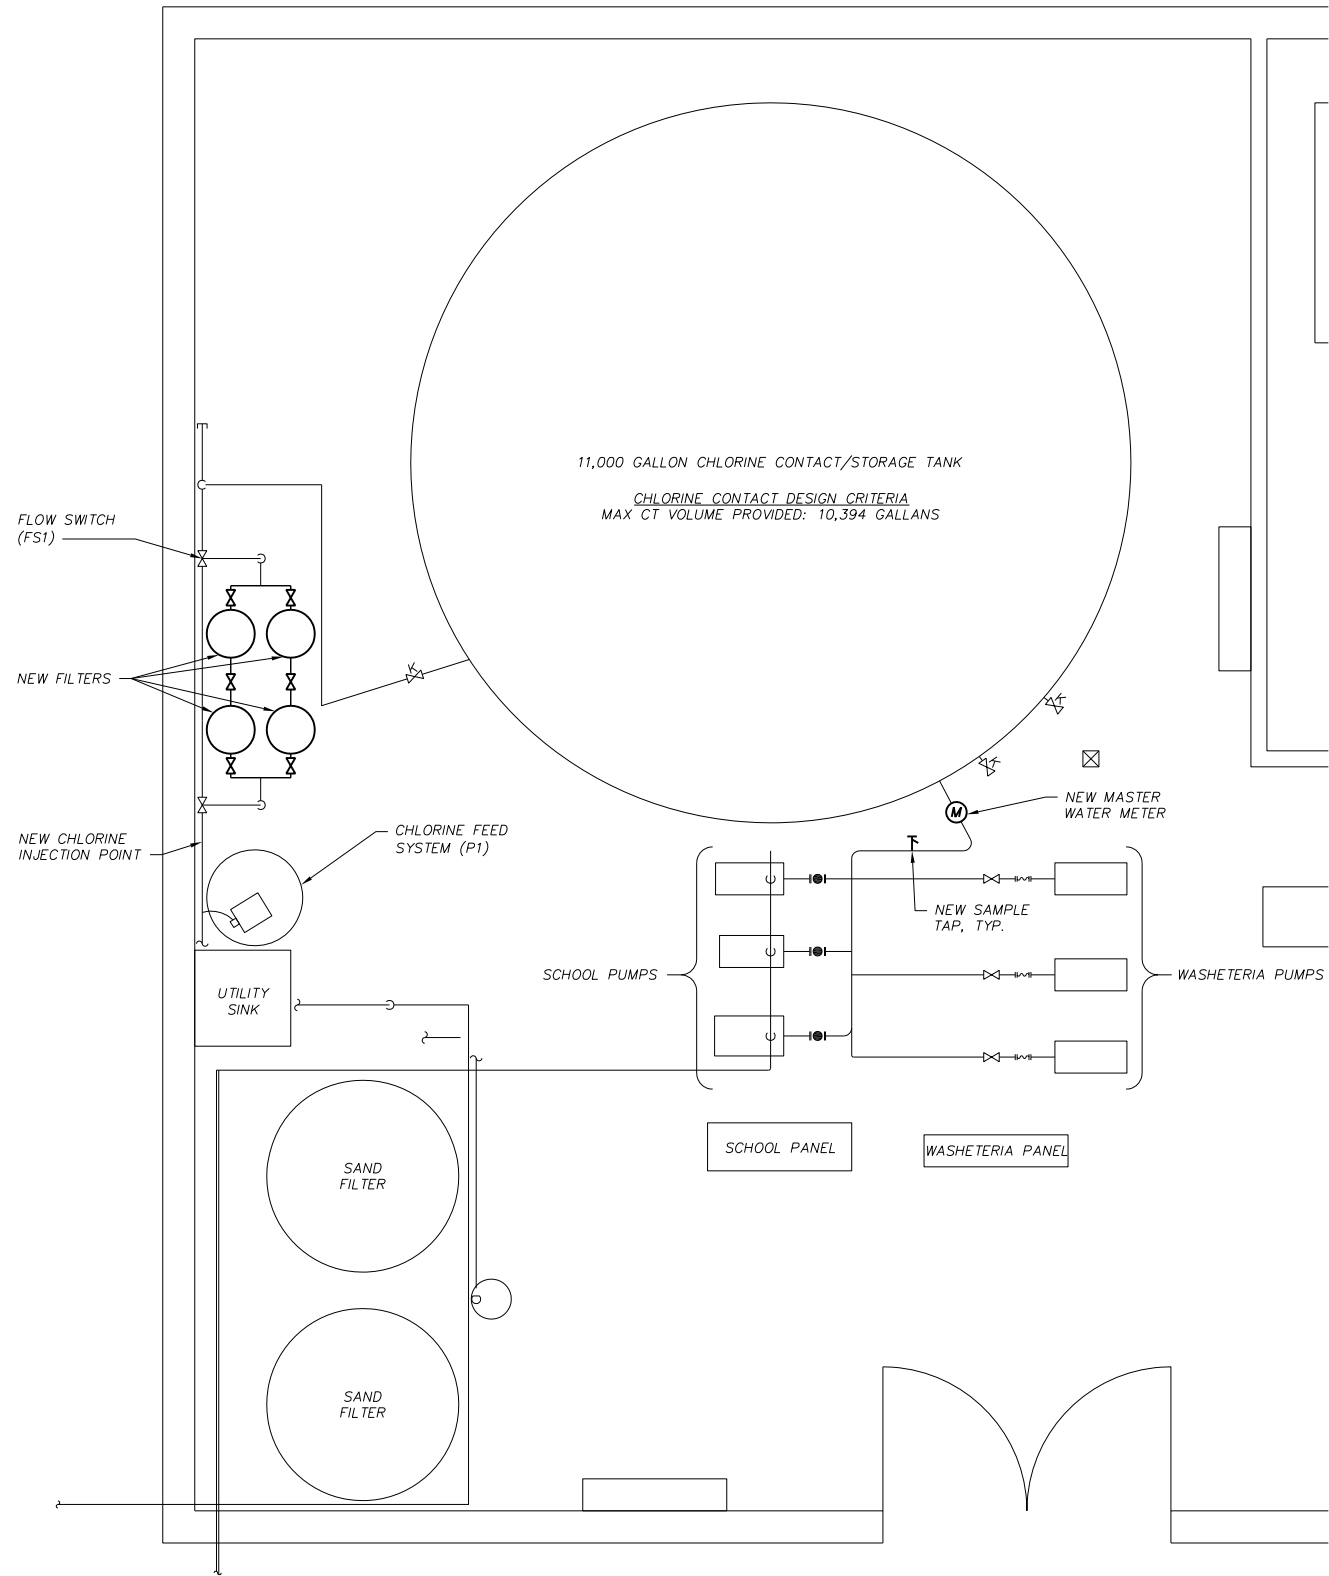 11,000 GALLON CHLORINE CONTACT/STORAGE TANK
CHLORINE CONTACT DESIGN CRITERIA
MAX CT VOLUME PROVIDED: 10,394 GALLANS
FLOW SWITCH
(FS1)
NEW FILTERS
NEW CHLORINE
INJECTION POINT
CHLORINE FEED
SYSTEM (P1)
NEW MASTER
WATER METER
M
NEW SAMPLE
TAP, TYP.
SCHOOL PUMPS
WASHETERIA PUMPS
UTILITY
SINK
SCHOOL PANEL
WASHETERIA PANEL
SAND
FILTER
SAND
FILTER